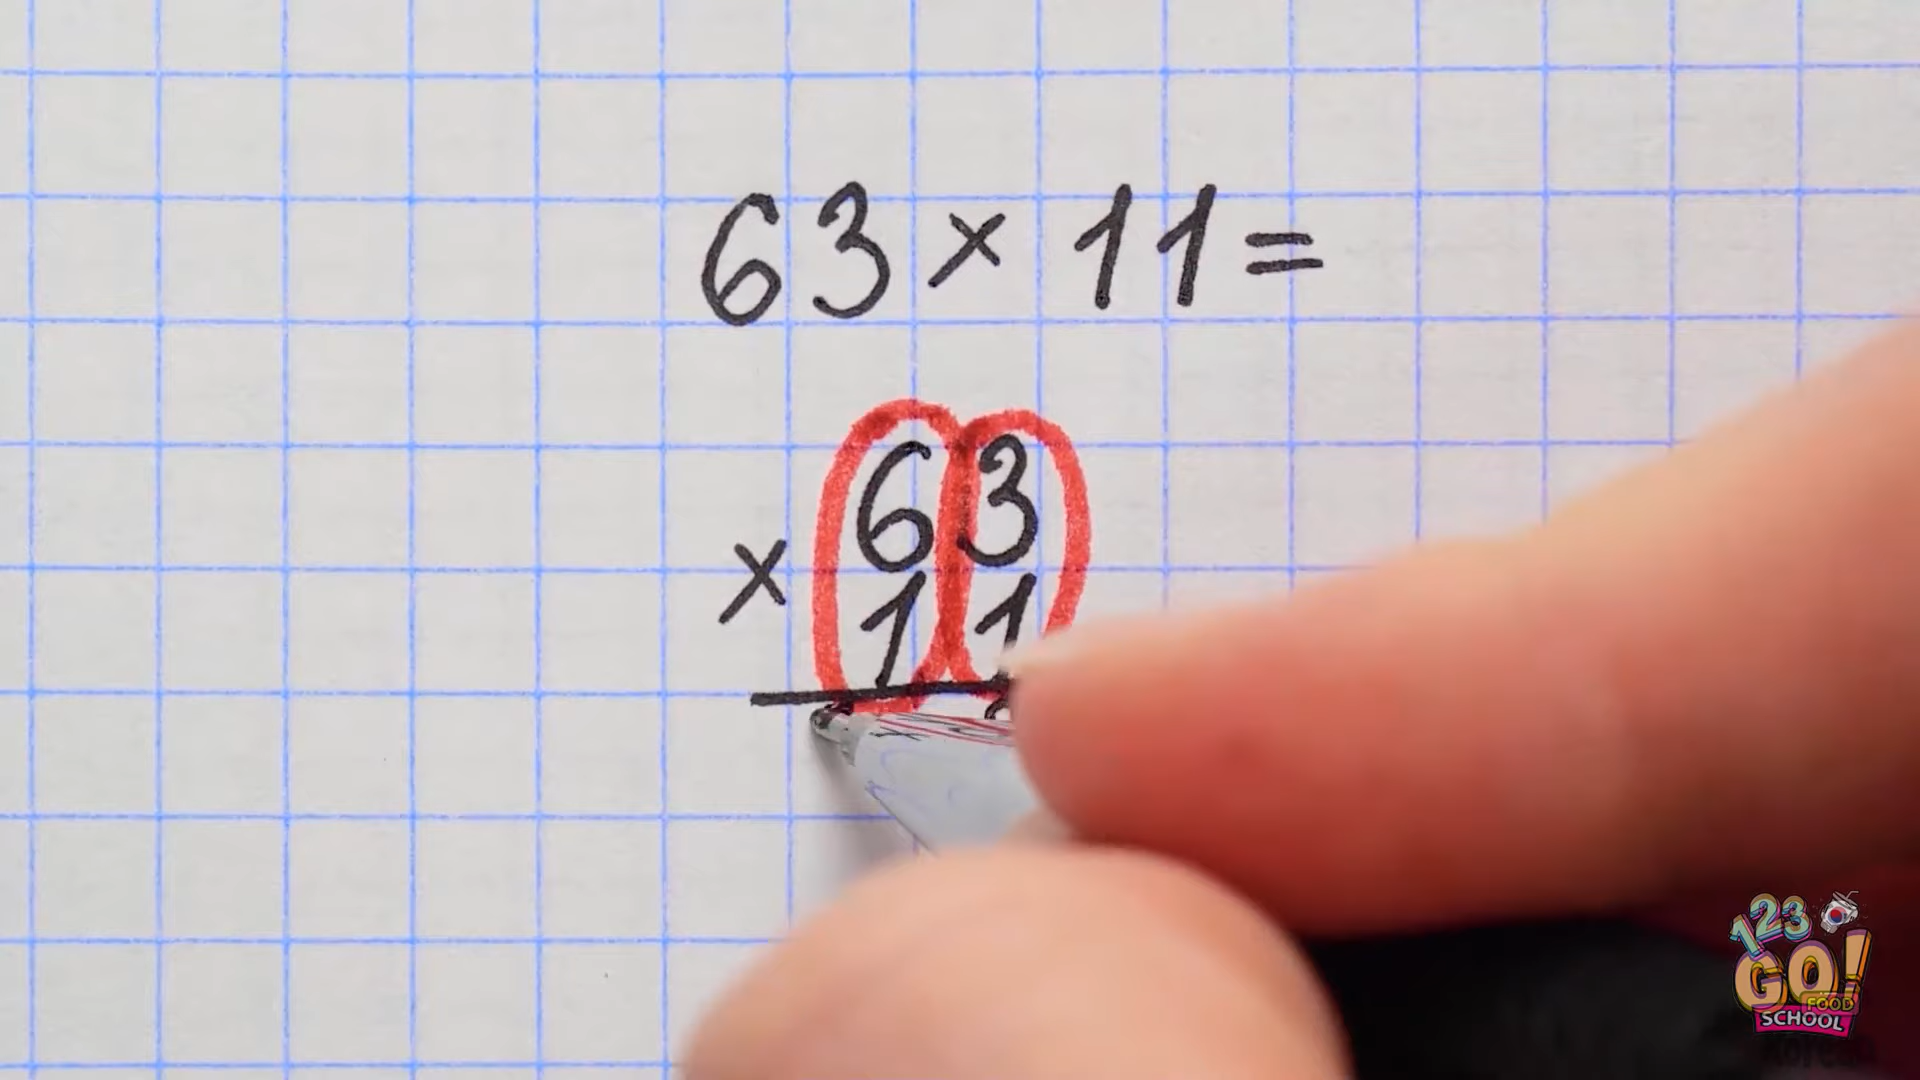 63 × 11 =
63
× 11
123
GO!
FOOD
SCHOOL